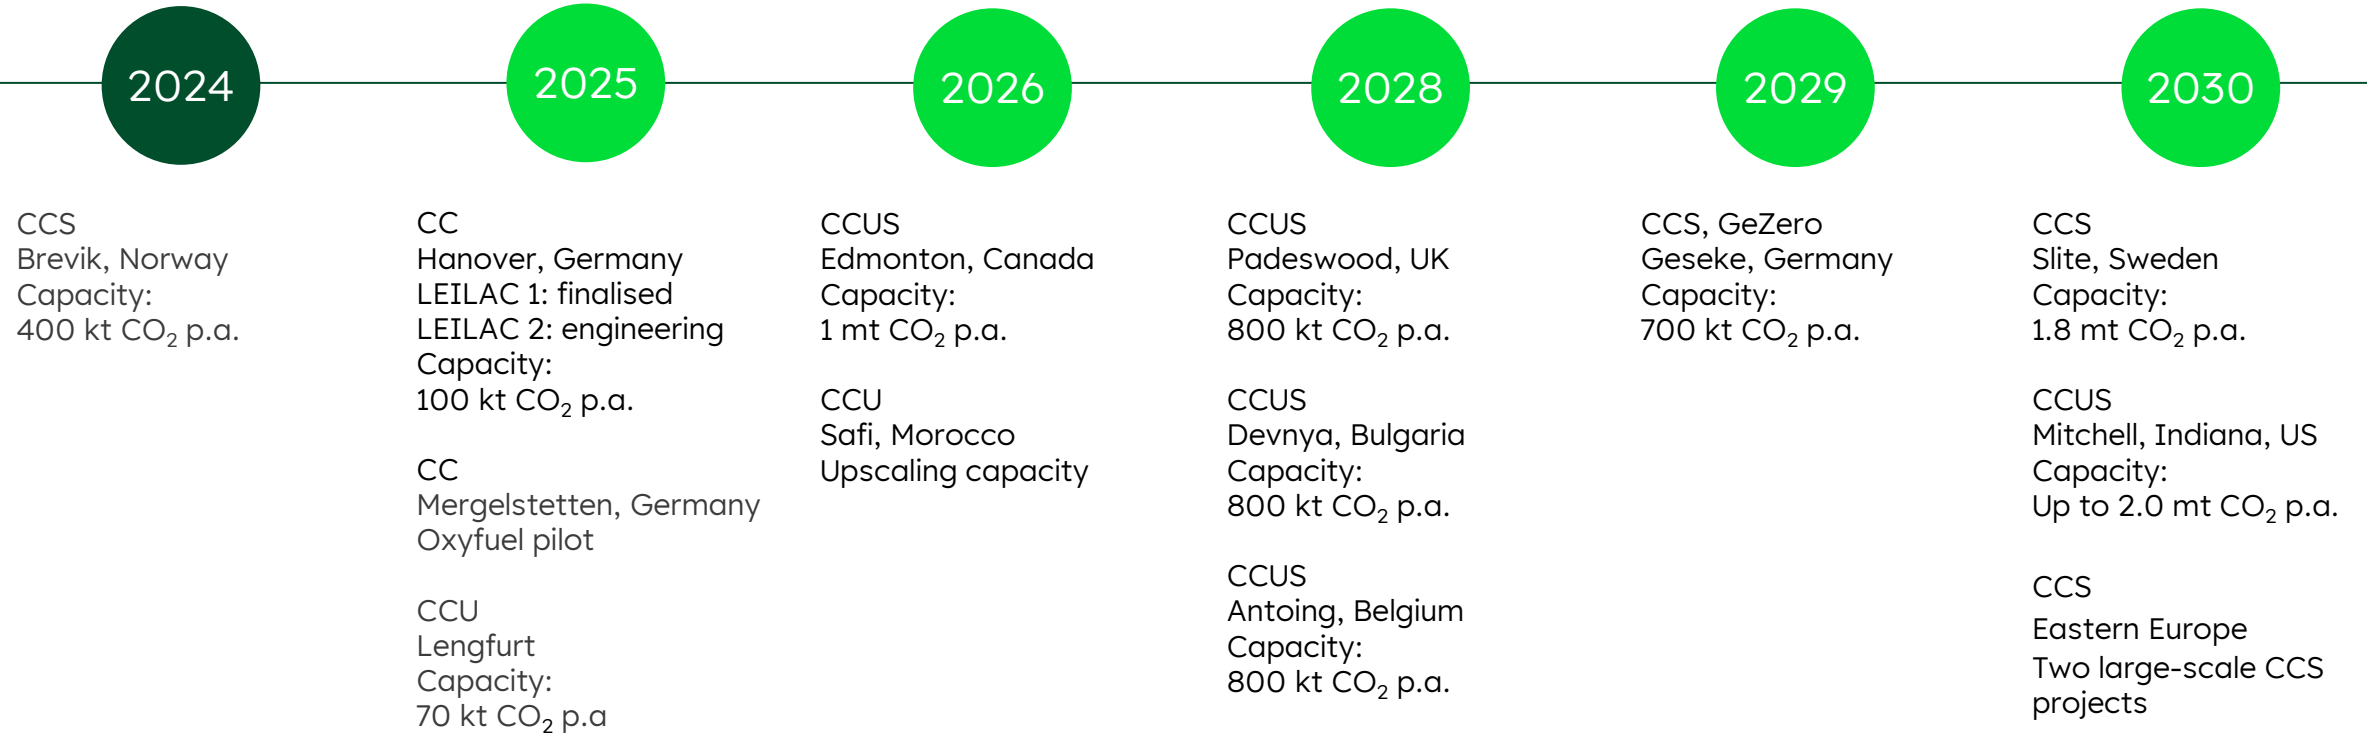 2024
CCS
Brevik, Norway
Capacity:
400 kt CO₂ p.a.
2025
CC
Hanover, Germany
LEILAC 1: finalised
LEILAC 2: engineering
Capacity:
100 kt CO₂ p.a.
CC
Mergelstetten, Germany
Oxyfuel pilot
CCU
Lengfurt
Capacity:
70 kt CO₂ p.a
2026
CCUS
Edmonton, Canada
Capacity:
1 mt CO₂ p.a.
CCU
Safi, Morocco
Upscaling capacity
2028
CCUS
Padeswood, UK
Capacity:
800 kt CO₂ p.a.
CCUS
Devnya, Bulgaria
Capacity:
800 kt CO₂ p.a.
CCUS
Antoing, Belgium
Capacity:
800 kt CO₂ p.a.
2029
CCS, GeZero
Geseke, Germany
Capacity:
700 kt CO₂ p.a.
2030
CCS
Slite, Sweden
Capacity:
1.8 mt CO₂ p.a.
CCUS
Mitchell, Indiana, US
Capacity:
Up to 2.0 mt CO₂ p.a.
CCS
Eastern Europe
Two large-scale CCS
projects